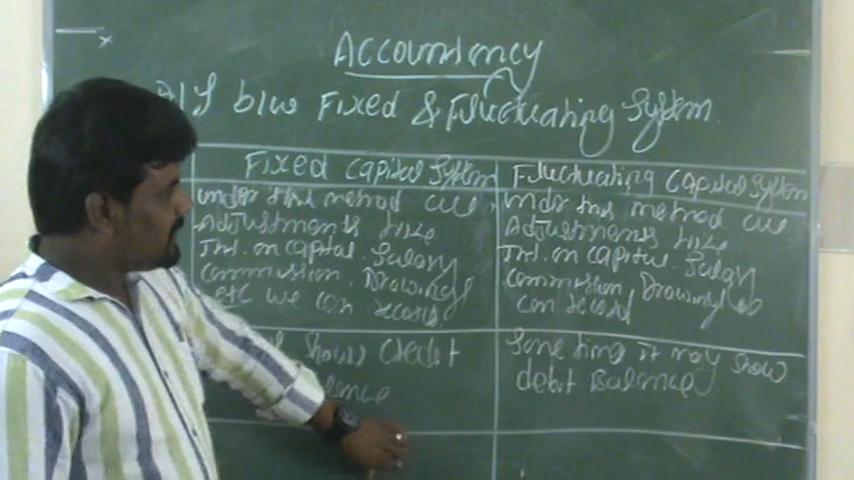 Accountancy
b/w Fixed & Fluctuating System.
Fixed Capital System
Fluctuating Capital System
under this method all
Adjustments like
Int. on capital. Salary
commission. Drawings
etc we can record.
under this method all
Adjustments like
Int. on capital. Salary
commission, Drawing
can record
shows Credit
Some time it may show
debit Balance